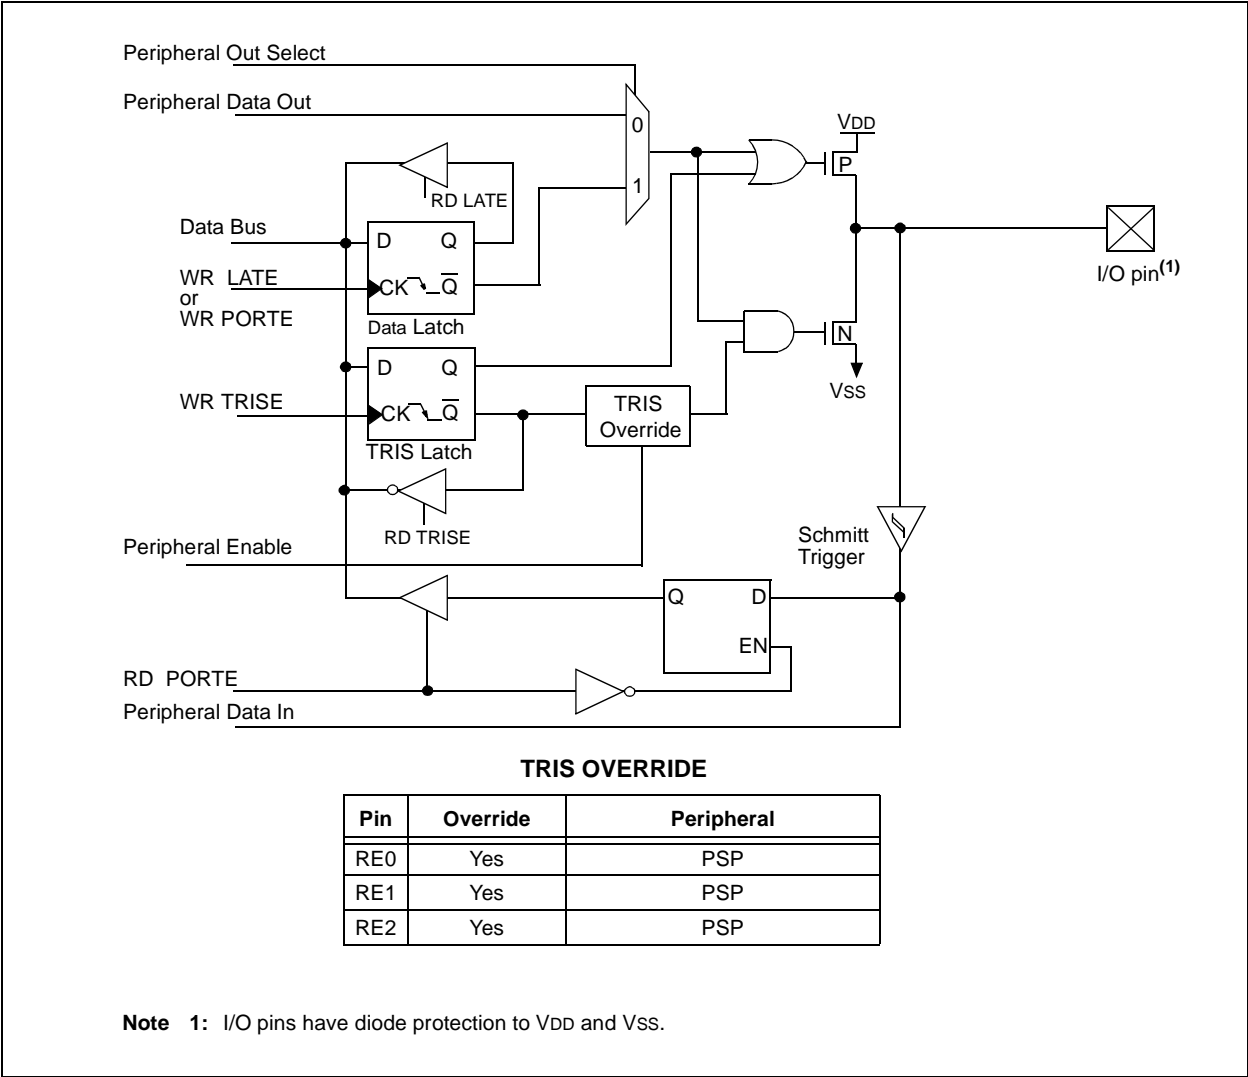 Peripheral Out Select
Peripheral Data Out
0
1
VDD
P
RD LATE
Data Bus
D Q
WR LATE
or
WR PORTE
CK Q̅
Data Latch
I/O pin(1)
N
VSS
D Q
WR TRISE
CK Q̅
TRIS Latch
TRIS
Override
RD TRISE
Peripheral Enable
Schmitt
Trigger
Q D
EN
RD PORTE
Peripheral Data In
TRIS OVERRIDE
Pin Override Peripheral
RE0 Yes PSP
RE1 Yes PSP
RE2 Yes PSP
Note 1: I/O pins have diode protection to VDD and VSS.